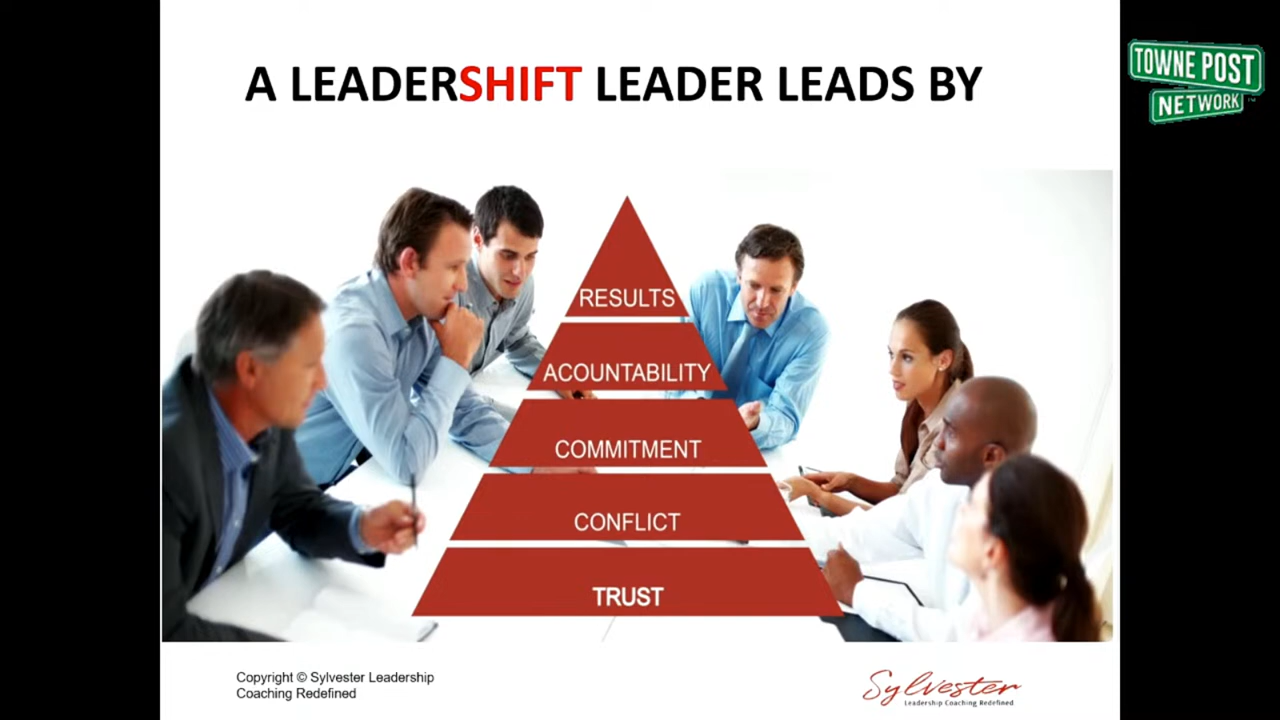 A LEADERSHIFT LEADER LEADS BY
TOWNE POST
NETWORK™
RESULTS
ACOUNTABILITY
COMMITMENT
CONFLICT
TRUST
Copyright © Sylvester Leadership
Coaching Redefined
Sylvester
Leadership Coaching Redefined